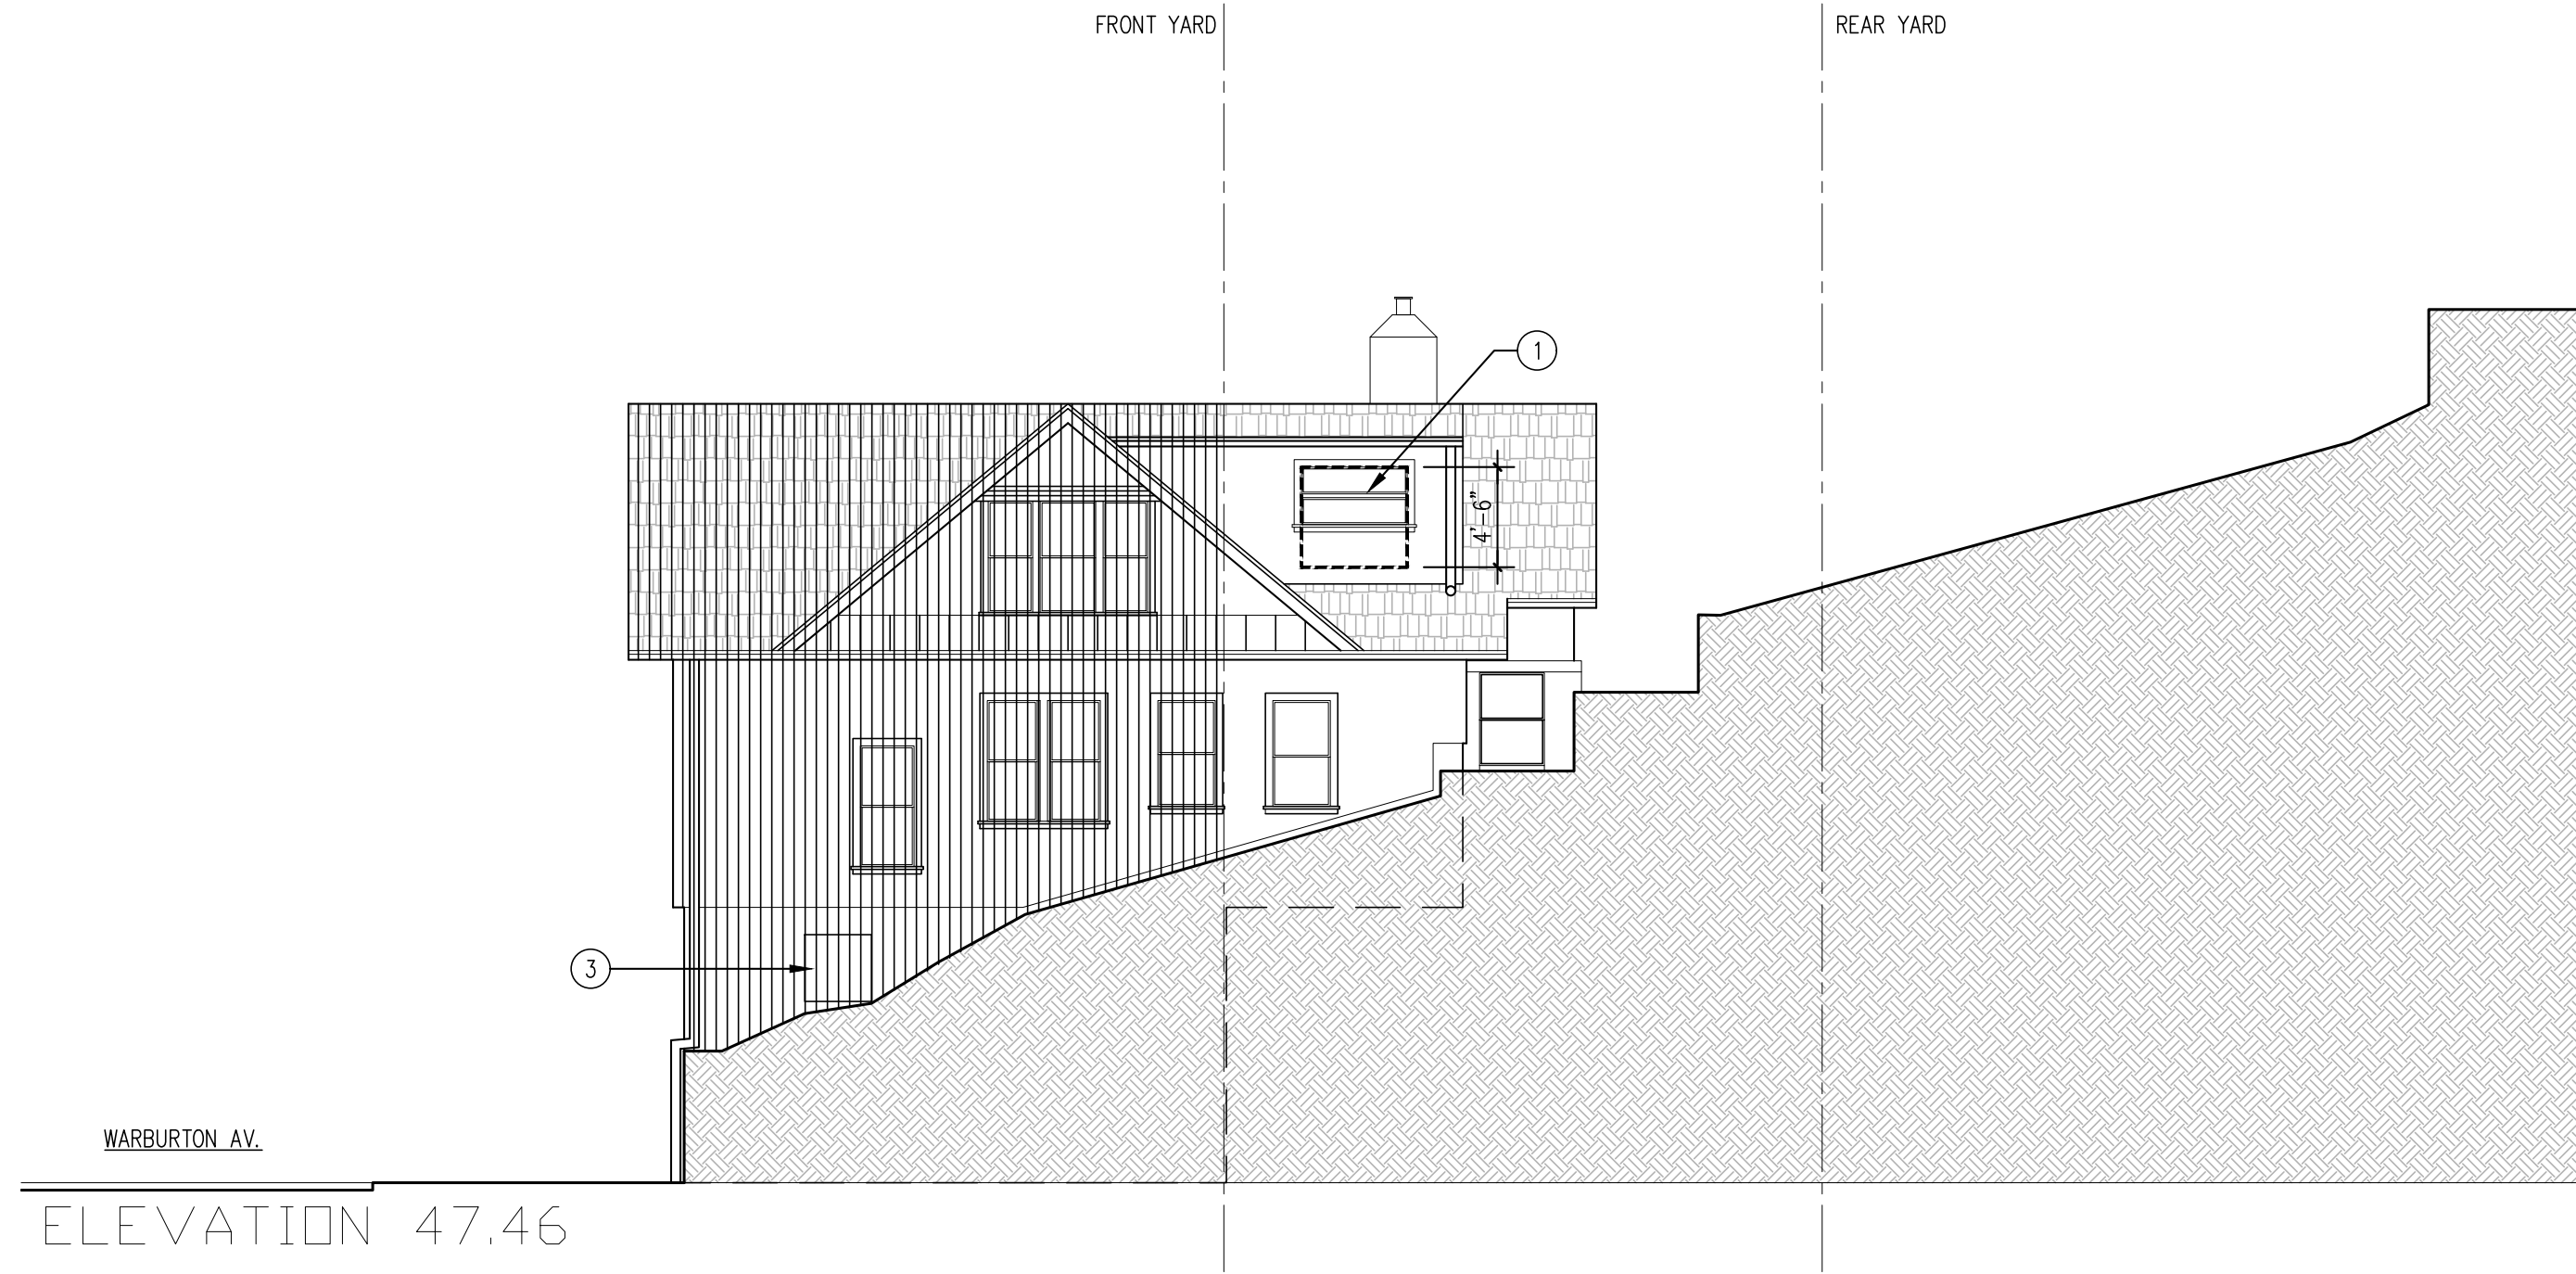 FRONT YARD
REAR YARD
1
4'-6"
3
WARBURTON AV.
ELEVATION 47.46